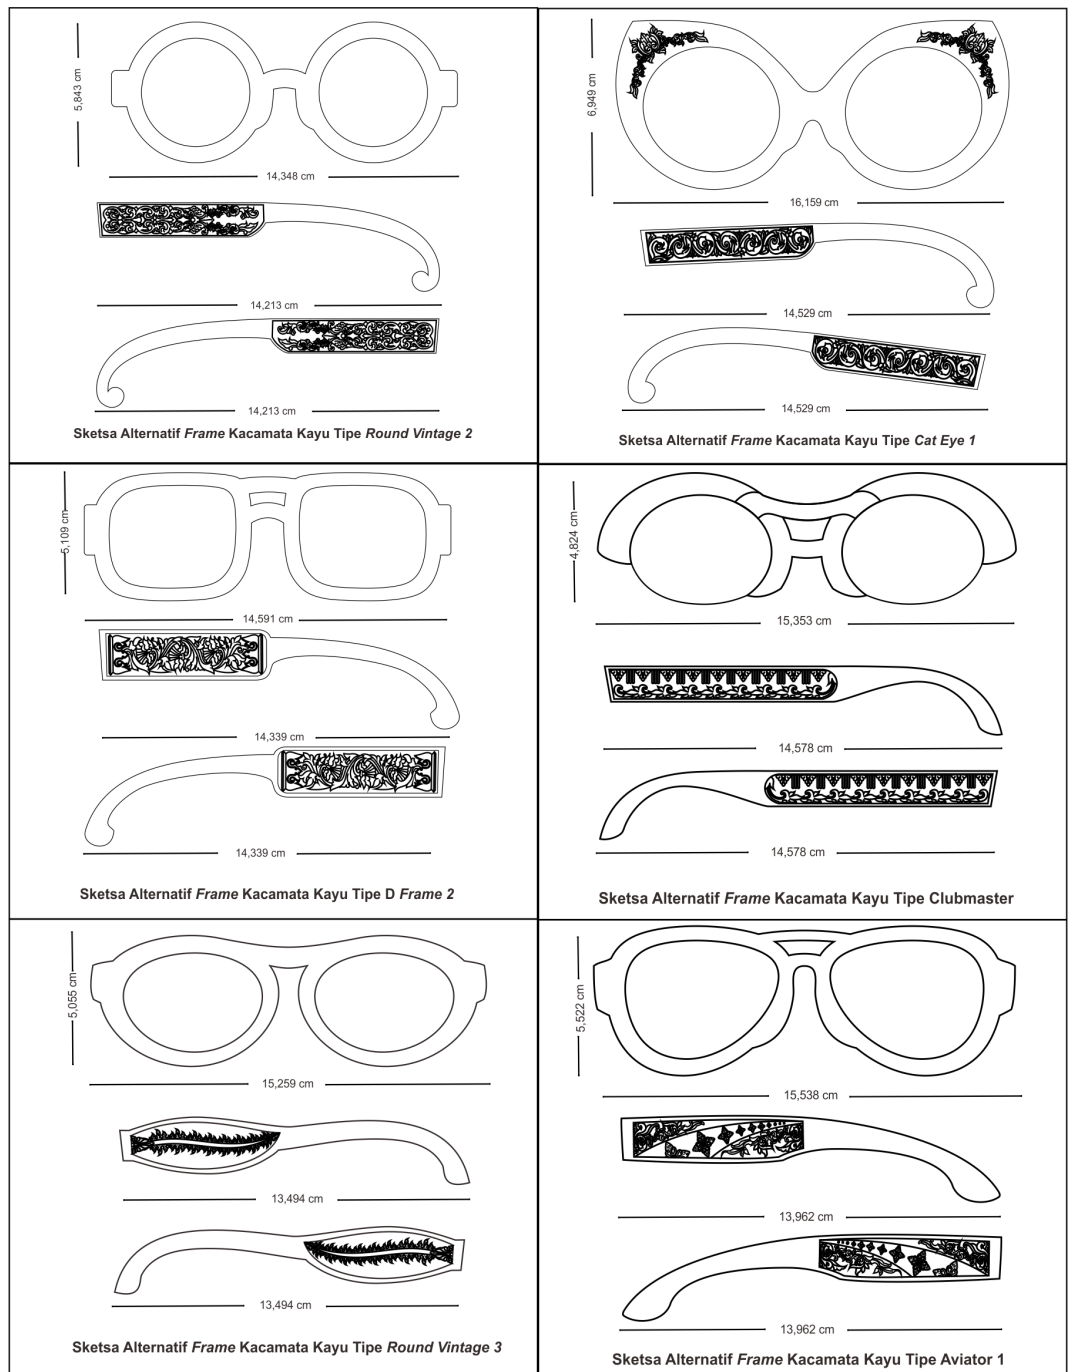 5,843 cm
14,348 cm
14,213 cm
14,213 cm
Sketsa Alternatif Frame Kacamata Kayu Tipe Round Vintage 2
6,949 cm
16,159 cm
14,529 cm
14,529 cm
Sketsa Alternatif Frame Kacamata Kayu Tipe Cat Eye 1
5,109 cm
14,591 cm
14,339 cm
14,339 cm
Sketsa Alternatif Frame Kacamata Kayu Tipe D Frame 2
4,824 cm
15,353 cm
14,578 cm
14,578 cm
Sketsa Alternatif Frame Kacamata Kayu Tipe Clubmaster
5,055 cm
15,259 cm
13,494 cm
13,494 cm
Sketsa Alternatif Frame Kacamata Kayu Tipe Round Vintage 3
5,522 cm
15,538 cm
13,962 cm
13,962 cm
Sketsa Alternatif Frame Kacamata Kayu Tipe Aviator 1